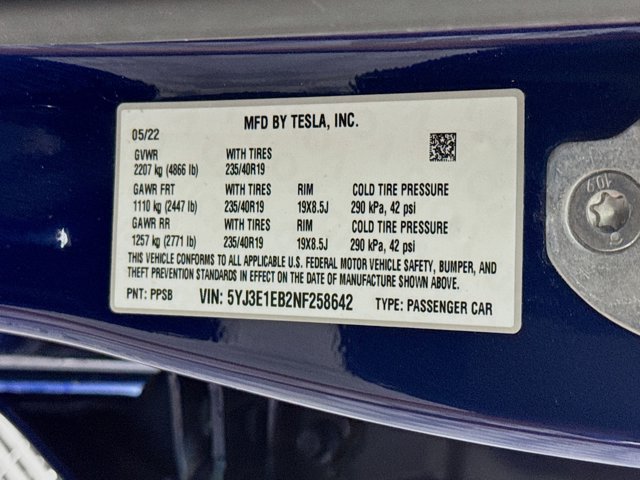 MFD BY TESLA, INC.
05/22
GVWR WITH TIRES
2207 kg (4866 lb) 235/40R19
GAWR FRT WITH TIRES RIM COLD TIRE PRESSURE
1110 kg (2447 lb) 235/40R19 19X8.5J 290 kPa, 42 psi
GAWR RR WITH TIRES RIM COLD TIRE PRESSURE
1257 kg (2771 lb) 235/40R19 19X8.5J 290 kPa, 42 psi
THIS VEHICLE CONFORMS TO ALL APPLICABLE U.S. FEDERAL MOTOR VEHICLE SAFETY, BUMPER, AND
THEFT PREVENTION STANDARDS IN EFFECT ON THE DATE OF MANUFACTURE SHOWN ABOVE.
PNT: PPSB VIN: 5YJ3E1EB2NF258642 TYPE: PASSENGER CAR